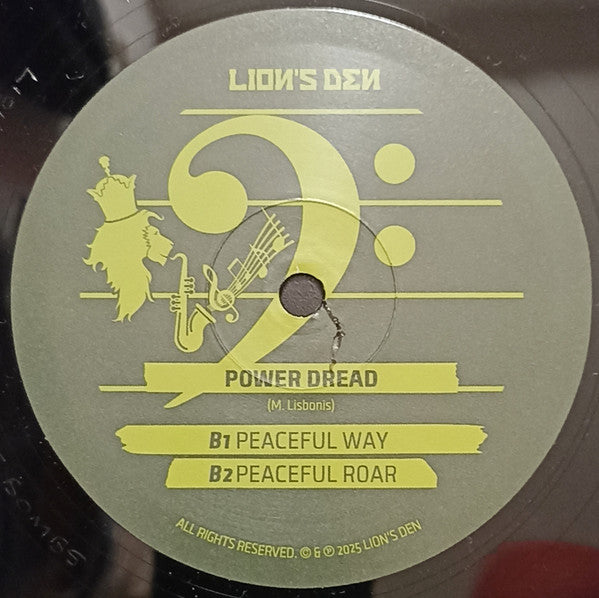 LION'S DEN
POWER DREAD
(M. Lisbonis)
B1 PEACEFUL WAY
B2 PEACEFUL ROAR
ALL RIGHTS RESERVED. © & ℗ 2025 LION'S DEN